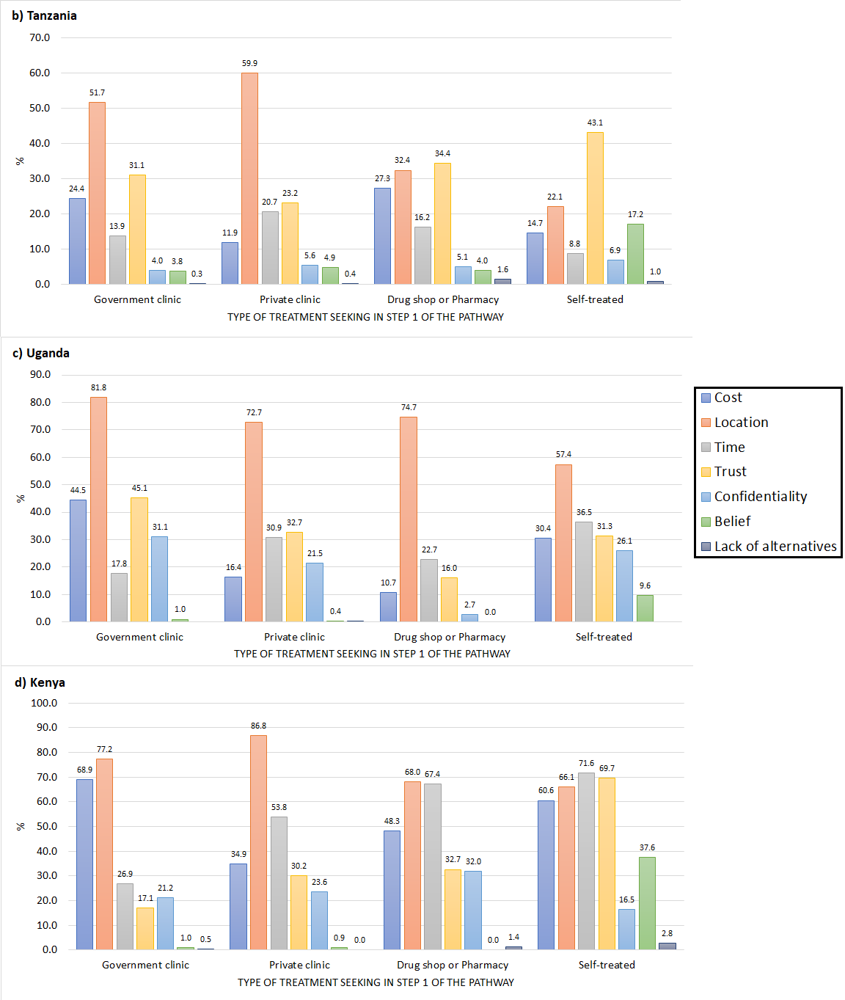 b) Tanzania
70.0
60.0
50.0
40.0
30.0
20.0
10.0
0.0
%
24.4 51.7 13.9 31.1 4.0 3.8 0.3
11.9 59.9 20.7 23.2 5.6 4.9 0.4
27.3 32.4 16.2 34.4 5.1 4.0 1.6
14.7 22.1 8.8 43.1 6.9 17.2 1.0
Government clinic Private clinic Drug shop or Pharmacy Self-treated
TYPE OF TREATMENT SEEKING IN STEP 1 OF THE PATHWAY
c) Uganda
90.0
80.0
70.0
60.0
50.0
40.0
30.0
20.0
10.0
0.0
%
44.5 81.8 17.8 45.1 31.1 1.0
16.4 72.7 30.9 32.7 21.5 0.4
10.7 74.7 22.7 16.0 2.7 0.0
30.4 57.4 36.5 31.3 26.1 9.6
Government clinic Private clinic Drug shop or Pharmacy Self-treated
TYPE OF TREATMENT SEEKING IN STEP 1 OF THE PATHWAY
Cost
Location
Time
Trust
Confidentiality
Belief
Lack of alternatives
d) Kenya
100.0
90.0
80.0
70.0
60.0
50.0
40.0
30.0
20.0
10.0
0.0
%
68.9 77.2 26.9 17.1 21.2 1.0 0.5
34.9 86.8 53.8 30.2 23.6 0.9 0.0
48.3 68.0 67.4 32.7 32.0 0.0 1.4
60.6 66.1 71.6 69.7 16.5 37.6 2.8
Government clinic Private clinic Drug shop or Pharmacy Self-treated
TYPE OF TREATMENT SEEKING IN STEP 1 OF THE PATHWAY